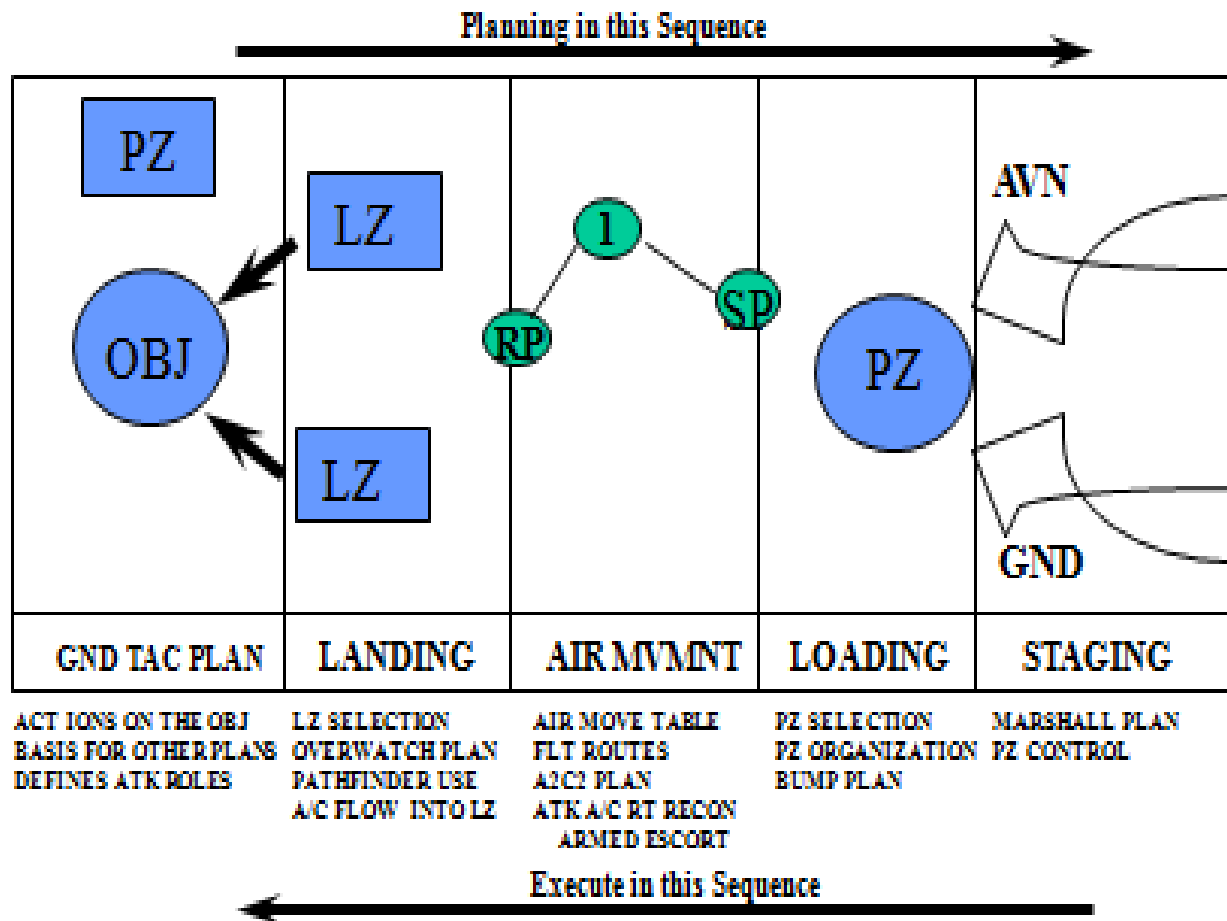 Planning in this Sequence
PZ
LZ
OBJ
LZ
1
RP
SP
PZ
AVN
GND
GND TAC PLAN
LANDING
AIR MVMNT
LOADING
STAGING
ACT IONS ON THE OBJ
BASIS FOR OTHER PLANS
DEFINES ATK ROLES
LZ SELECTION
OVERWATCH PLAN
PATHFINDER USE
A/C FLOW INTO LZ
AIR MOVE TABLE
FLT ROUTES
A2C2 PLAN
ATK A/C RT RECON
ARMED ESCORT
PZ SELECTION
PZ ORGANIZATION
BUMP PLAN
MARSHALL PLAN
PZ CONTROL
Execute in this Sequence